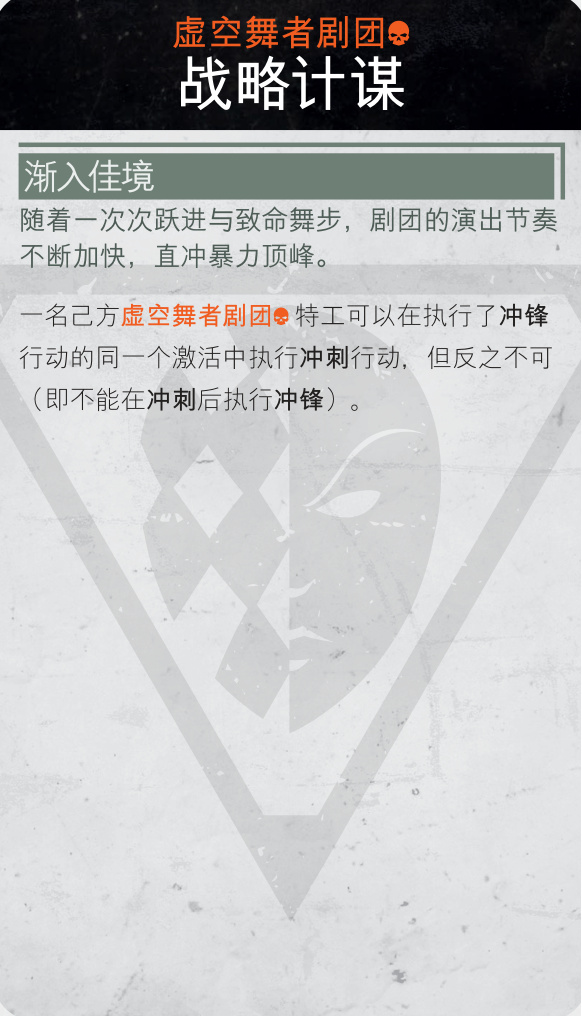 虚空舞者剧团
战略计谋
渐入佳境
随着一次次跃进与致命舞步，剧团的演出节奏
不断加快，直冲暴力顶峰。
一名己方虚空舞者剧团 特工可以在执行了冲锋
行动的同一个激活中执行冲刺行动，但反之不可
（即不能在冲刺后执行冲锋）。